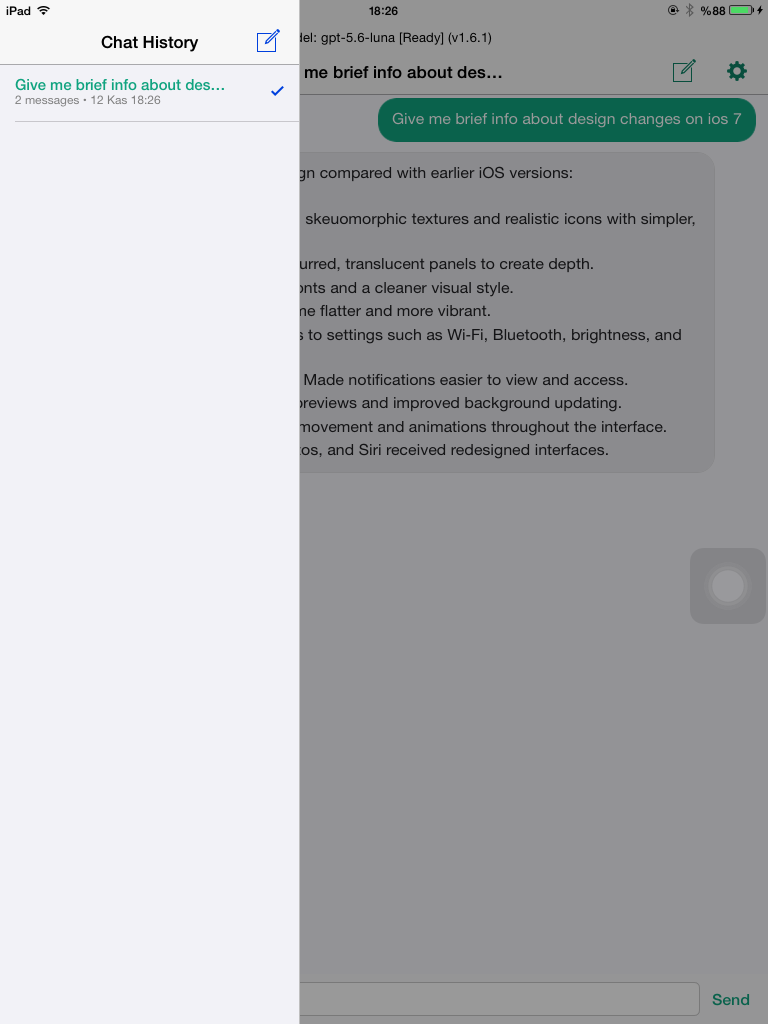 iPad 18:26 %88
Chat History
Give me brief info about des...
2 messages • 12 Kas 18:26
del: gpt-5.6-luna [Ready] (v1.6.1)
me brief info about des...
Give me brief info about design changes on ios 7
gn compared with earlier iOS versions:
skeuomorphic textures and realistic icons with simpler,
urred, translucent panels to create depth.
onts and a cleaner visual style.
me flatter and more vibrant.
s to settings such as Wi-Fi, Bluetooth, brightness, and
Made notifications easier to view and access.
previews and improved background updating.
movement and animations throughout the interface.
tos, and Siri received redesigned interfaces.
Send